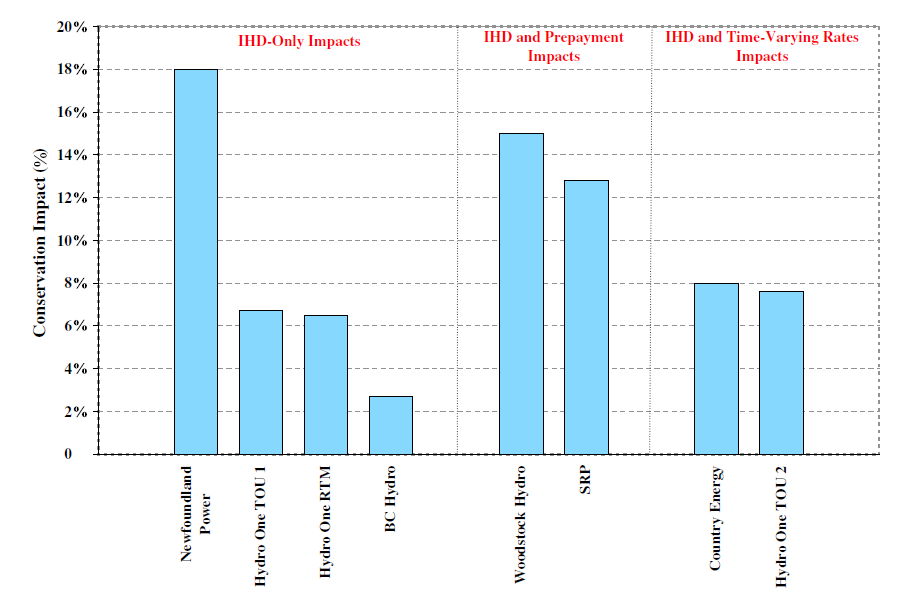 20%
18%
16%
14%
12%
10%
8%
6%
4%
2%
0
Conservation Impact (%)
IHD-Only Impacts
IHD and Prepayment
Impacts
IHD and Time-Varying Rates
Impacts
Newfoundland
Power
Hydro One TOU 1
Hydro One RTM
BC Hydro
Woodstock Hydro
SRP
Country Energy
Hydro One TOU 2